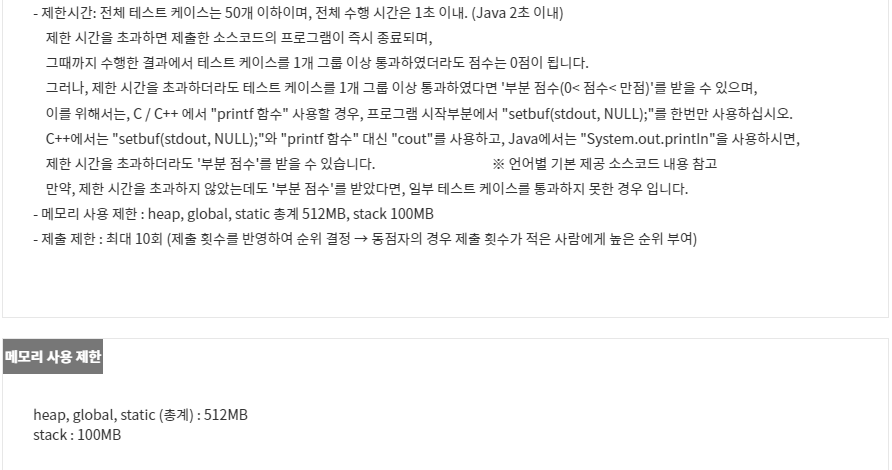 - 제한시간: 전체 테스트 케이스는 50개 이하이며, 전체 수행 시간은 1초 이내. (Java 2초 이내)
제한 시간을 초과하면 제출한 소스코드의 프로그램이 즉시 종료되며,
그때까지 수행한 결과에서 테스트 케이스를 1개 그룹 이상 통과하였더라도 점수는 0점이 됩니다.
그러나, 제한 시간을 초과하더라도 테스트 케이스를 1개 그룹 이상 통과하였다면 '부분 점수(0< 점수< 만점)'를 받을 수 있으며,
이를 위해서는, C / C++ 에서 "printf 함수" 사용할 경우, 프로그램 시작부분에서 "setbuf(stdout, NULL);"를 한번만 사용하십시오.
C++에서는 "setbuf(stdout, NULL);"와 "printf 함수" 대신 "cout"를 사용하고, Java에서는 "System.out.println"을 사용하시면,
제한 시간을 초과하더라도 '부분 점수'를 받을 수 있습니다. ※ 언어별 기본 제공 소스코드 내용 참고
만약, 제한 시간을 초과하지 않았는데도 '부분 점수'를 받았다면, 일부 테스트 케이스를 통과하지 못한 경우 입니다.
- 메모리 사용 제한 : heap, global, static 총계 512MB, stack 100MB
- 제출 제한 : 최대 10회 (제출 횟수를 반영하여 순위 결정 → 동점자의 경우 제출 횟수가 적은 사람에게 높은 순위 부여)
메모리 사용 제한
heap, global, static (총계) : 512MB
stack : 100MB